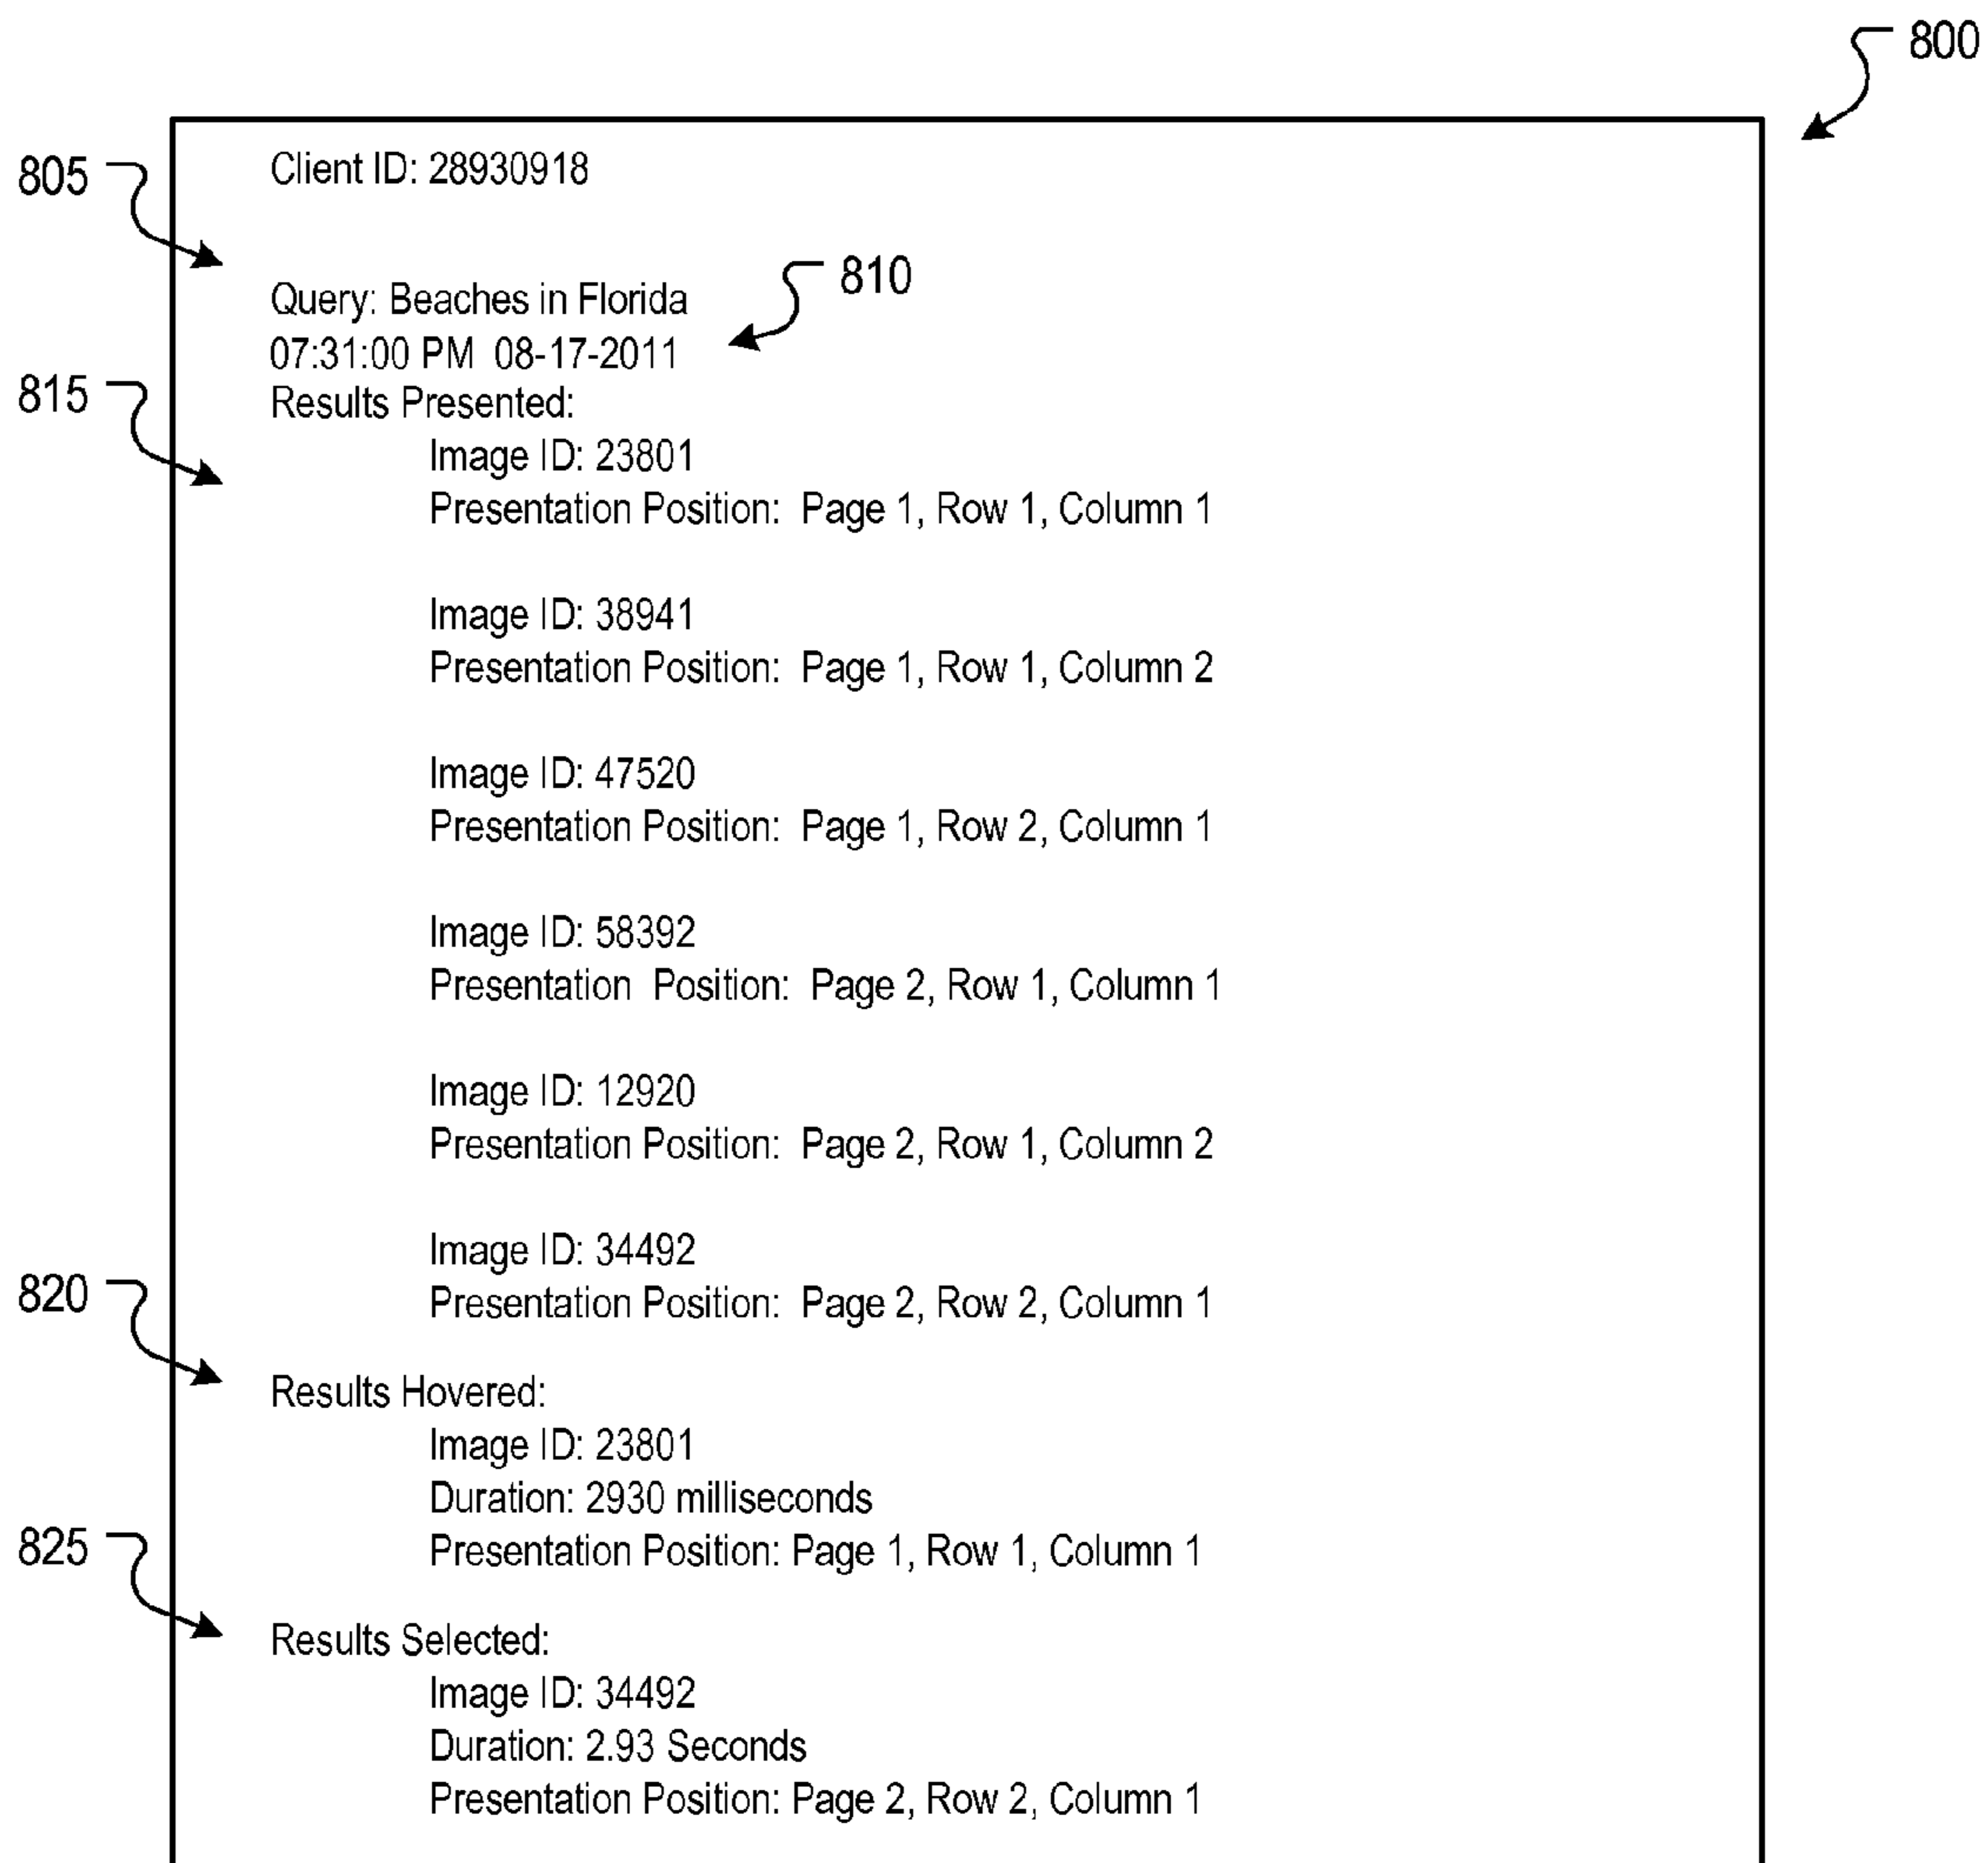 800
805
Client ID: 28930918
Query: Beaches in Florida
810
07:31:00 PM 08-17-2011
815
Results Presented:
Image ID: 23801
Presentation Position: Page 1, Row 1, Column 1
Image ID: 38941
Presentation Position: Page 1, Row 1, Column 2
Image ID: 47520
Presentation Position: Page 1, Row 2, Column 1
Image ID: 58392
Presentation Position: Page 2, Row 1, Column 1
Image ID: 12920
Presentation Position: Page 2, Row 1, Column 2
Image ID: 34492
820
Presentation Position: Page 2, Row 2, Column 1
Results Hovered:
Image ID: 23801
Duration: 2930 milliseconds
825
Presentation Position: Page 1, Row 1, Column 1
Results Selected:
Image ID: 34492
Duration: 2.93 Seconds
Presentation Position: Page 2, Row 2, Column 1